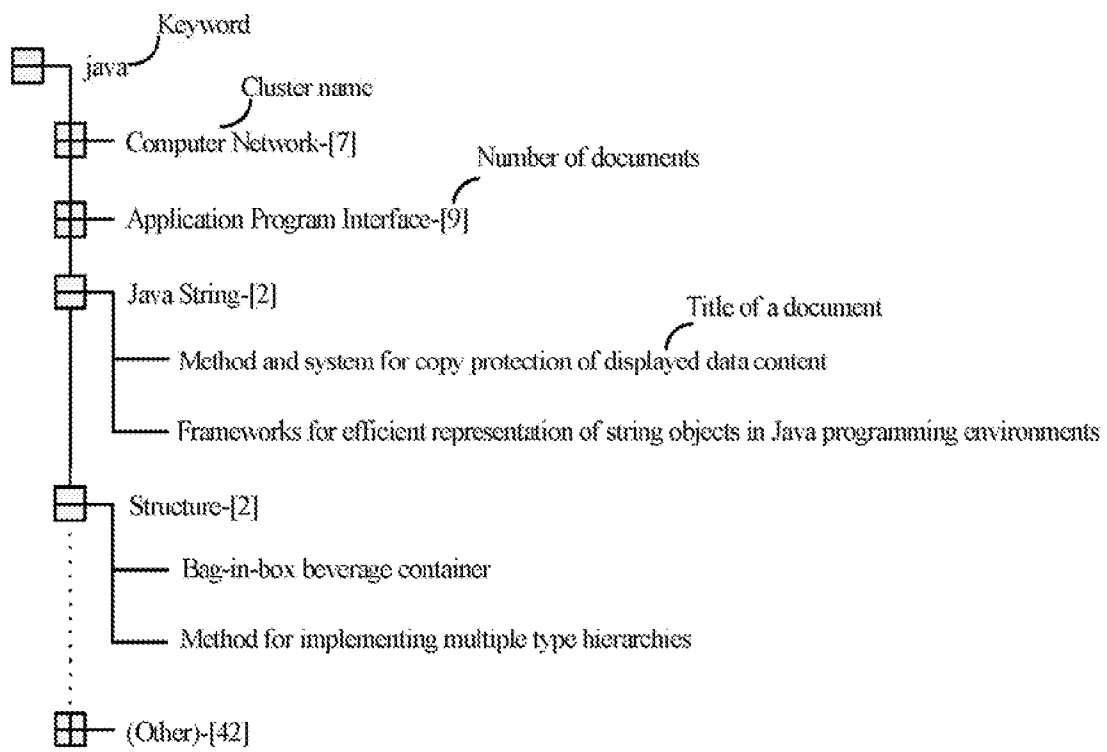 Keyword
java
Cluster name
Computer Network-[7]
Number of documents
Application Program Interface-[9]
Java String-[2]
Title of a document
Method and system for copy protection of displayed data content
Frameworks for efficient representation of string objects in Java programming environments
Structure-[2]
Bag-in-box beverage container
Method for implementing multiple type hierarchies
(Other)-[42]